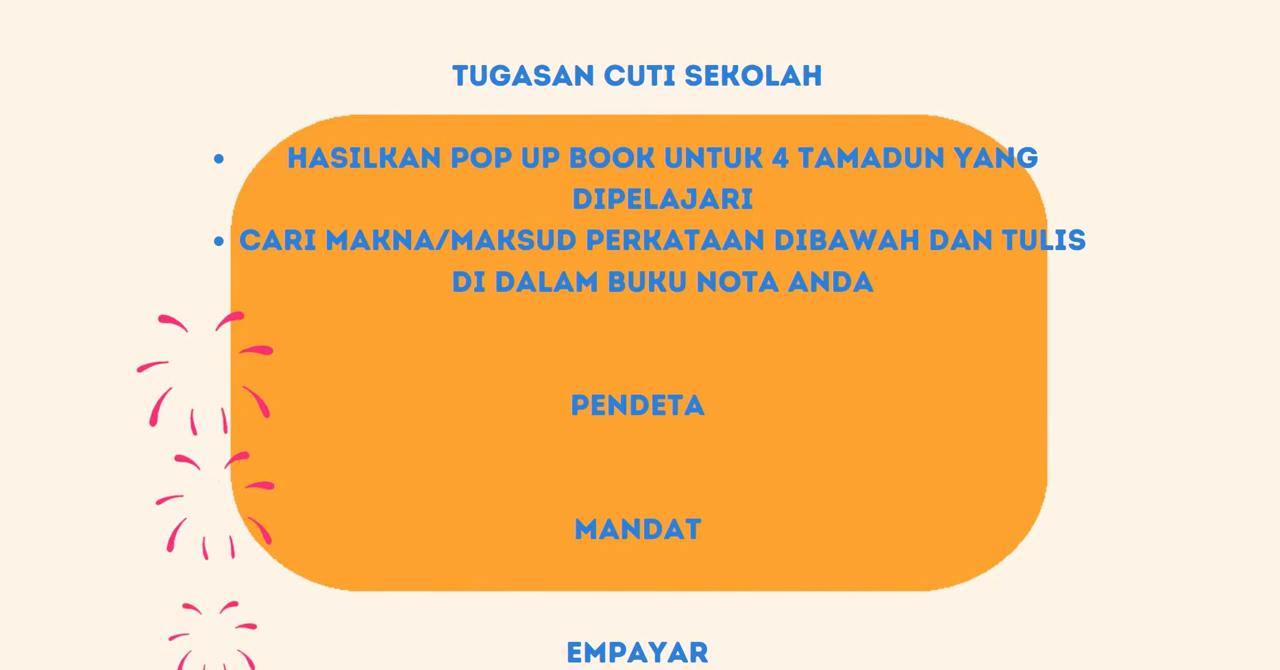 TUGASAN CUTI SEKOLAH
• HASILKAN POP UP BOOK UNTUK 4 TAMADUN YANG
DIPELAJARI
• CARI MAKNA/MAKSUD PERKATAAN DIBAWAH DAN TULIS
DI DALAM BUKU NOTA ANDA
PENDETA
MANDAT
EMPAYAR